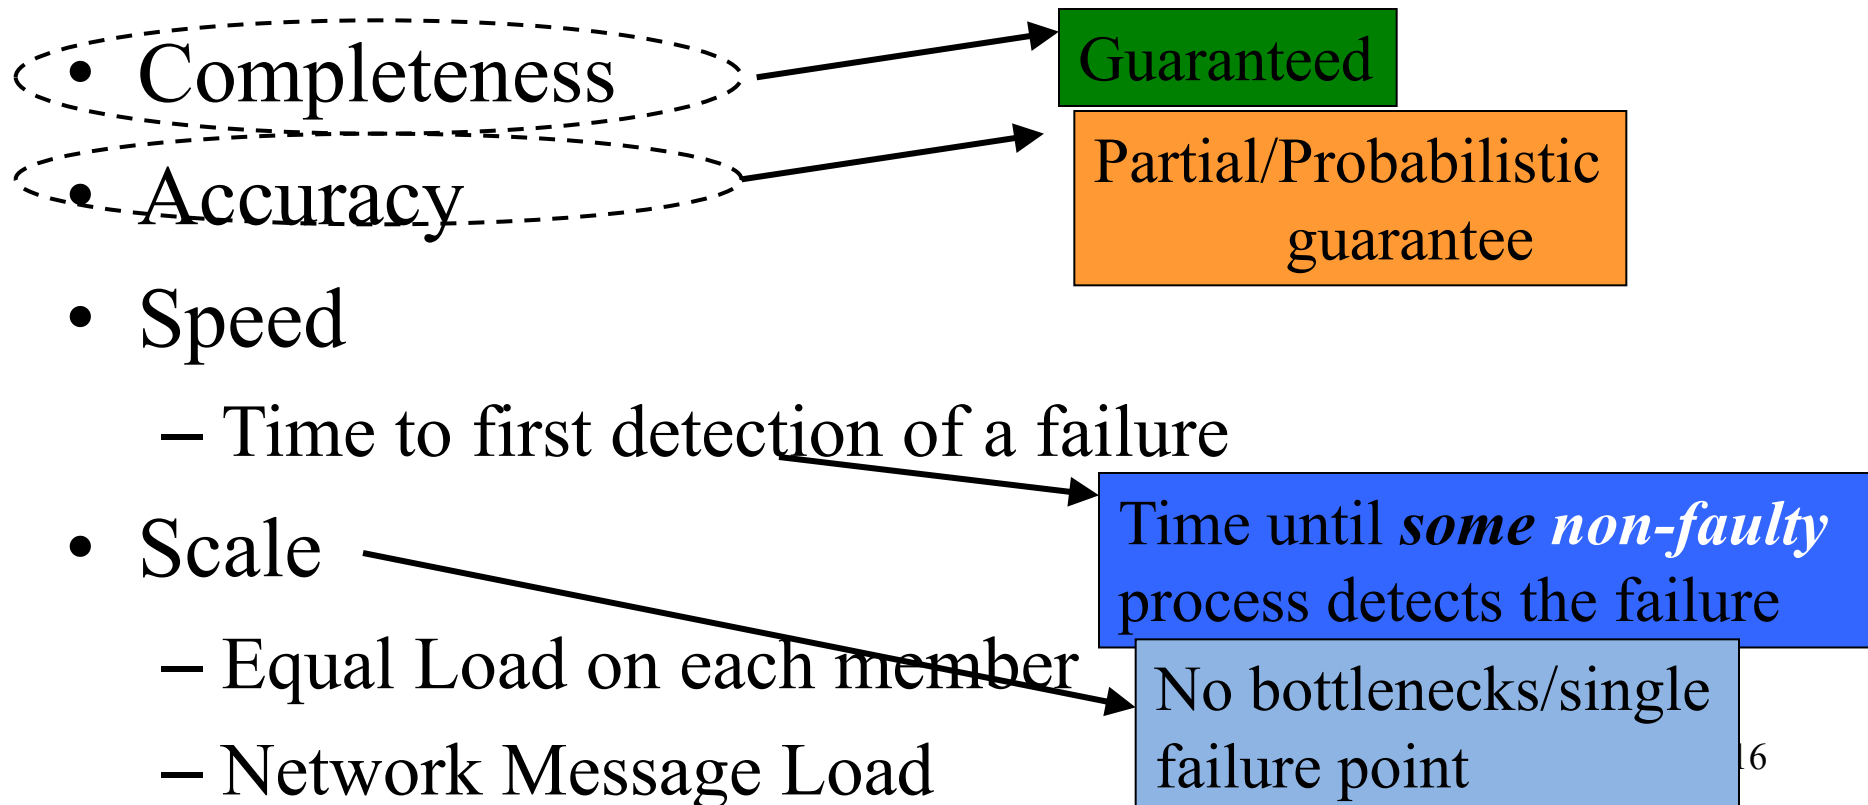 • Completeness
Guaranteed
• Accuracy
Partial/Probabilistic
guarantee
• Speed
– Time to first detection of a failure
Time until some non-faulty
process detects the failure
• Scale
– Equal Load on each member
No bottlenecks/single
failure point
– Network Message Load
16